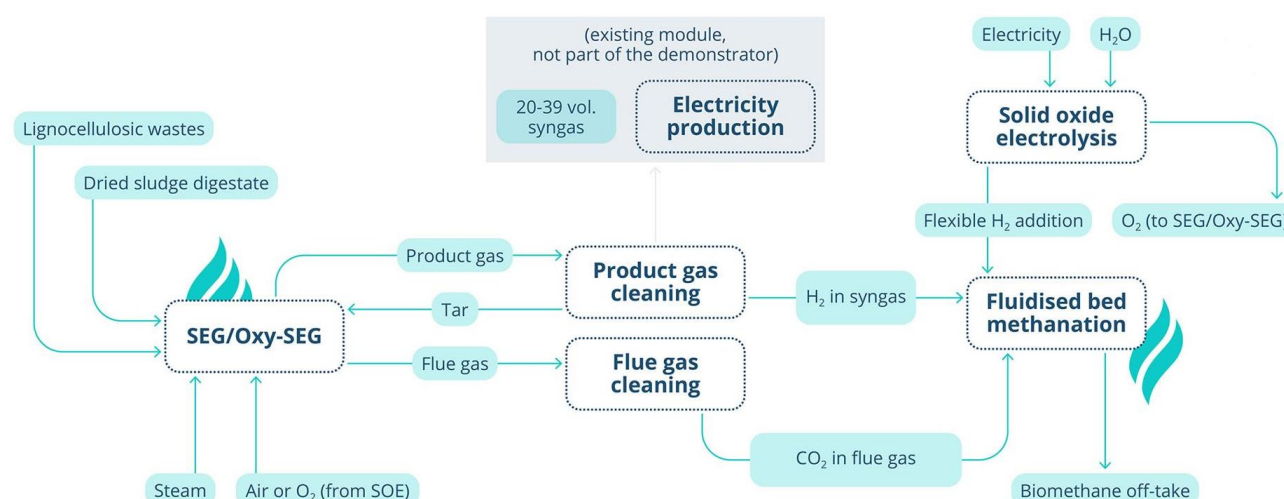 (existing module,
not part of the demonstrator)
20-39 vol.
syngas
Electricity
production
Electricity
H₂O
Solid oxide
electrolysis
Lignocellulosic wastes
Dried sludge digestate
Flexible H₂ addition
O₂ (to SEG/Oxy-SEG)
Product gas
Product gas
cleaning
H₂ in syngas
Fluidised bed
methanation
Tar
SEG/Oxy-SEG
Flue gas
Flue gas
cleaning
CO₂ in flue gas
Steam
Air or O₂ (from SOE)
Biomethane off-take